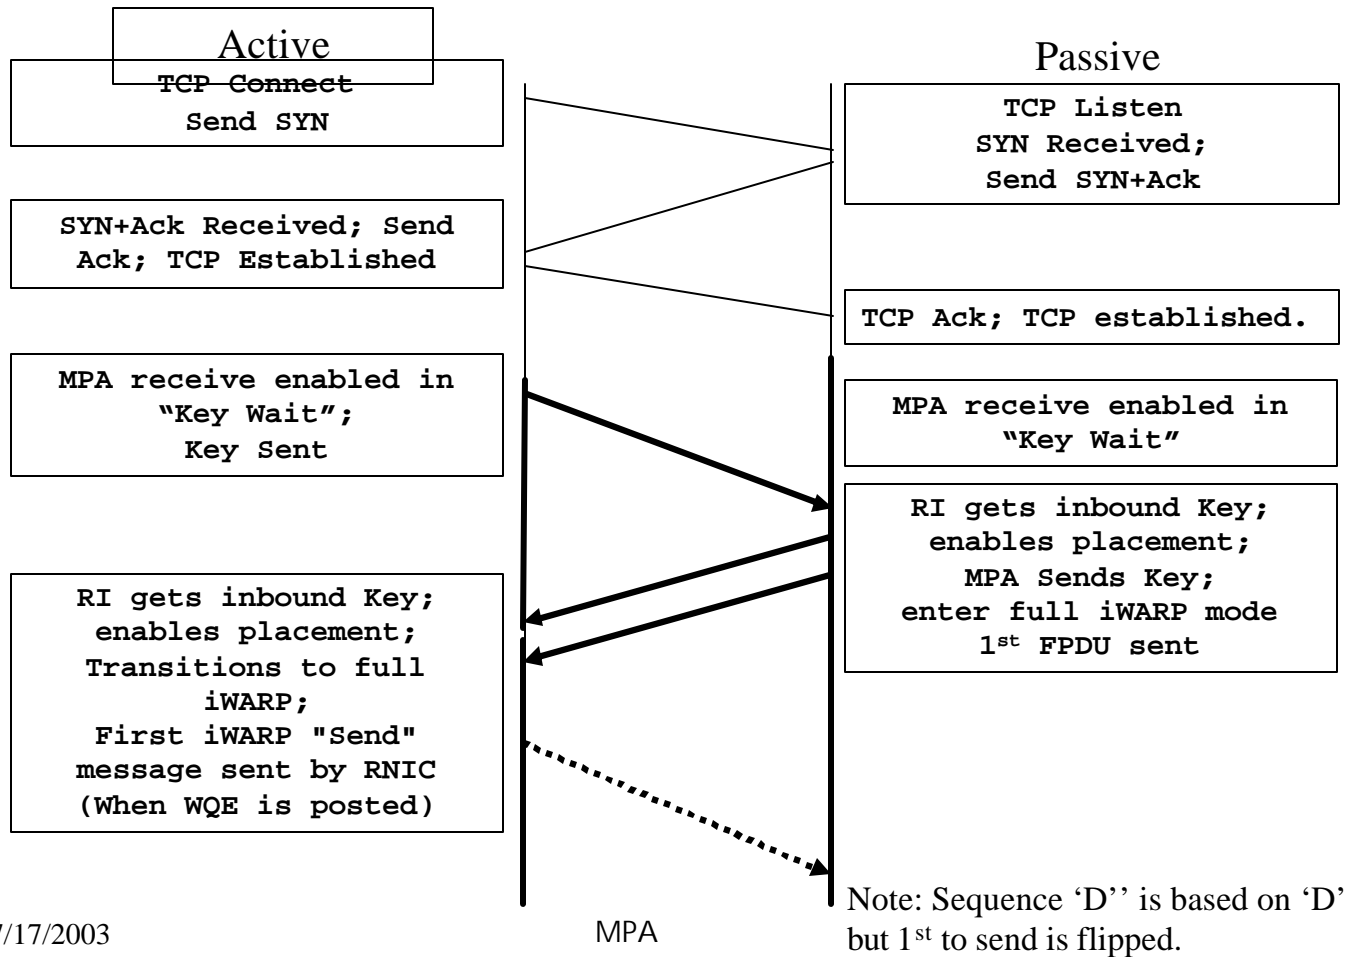 Active
TCP Connect
Send SYN
SYN+Ack Received; Send
Ack; TCP Established
MPA receive enabled in
“Key Wait”;
Key Sent
RI gets inbound Key;
enables placement;
Transitions to full
iWARP;
First iWARP "Send"
message sent by RNIC
(When WQE is posted)
Passive
TCP Listen
SYN Received;
Send SYN+Ack
TCP Ack; TCP established.
MPA receive enabled in
“Key Wait”
RI gets inbound Key;
enables placement;
MPA Sends Key;
enter full iWARP mode
1st FPDU sent
Note: Sequence ‘D’’ is based on ‘D’
but 1st to send is flipped.
/17/2003
MPA